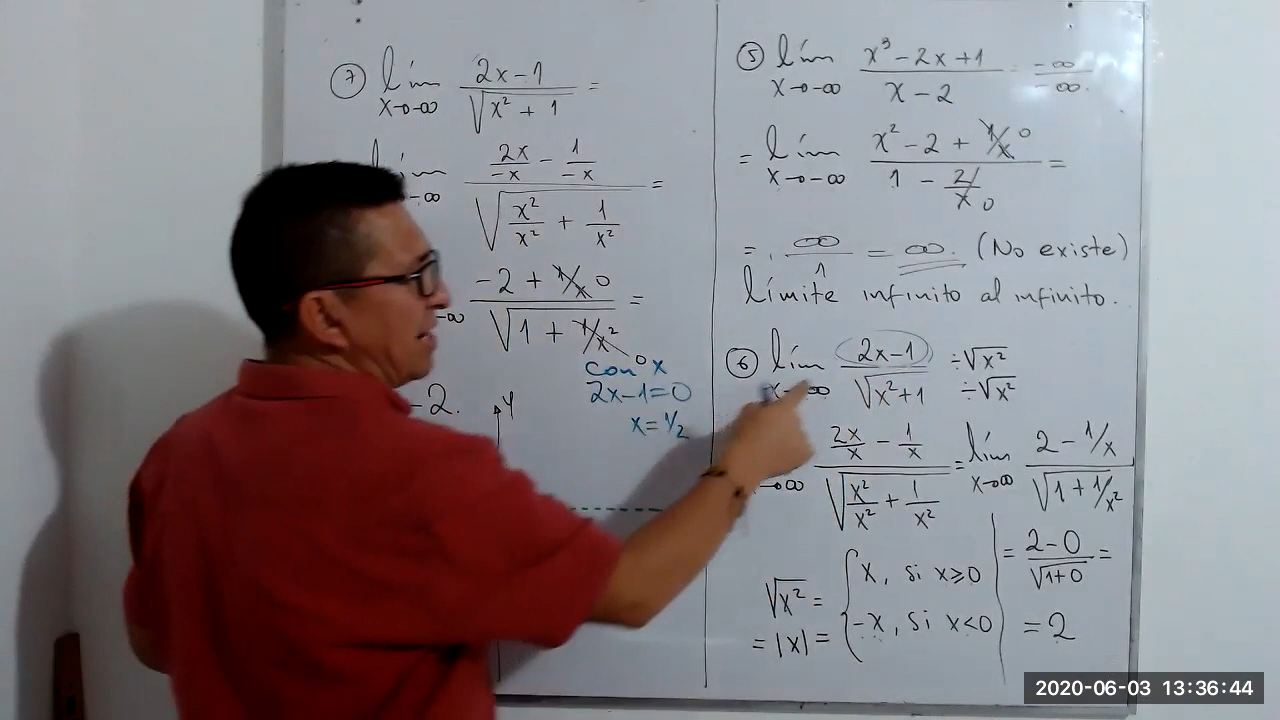 ⑦ lím 2x-1 / √(x² + 1) =
x→-∞
lím (2x/-x - 1/-x) / √(x²/x² + 1/x²) =
-∞
(-2 + 1/x 0) / √(1 + 1/x² 0) =
-∞
-2.
con x
2x-1=0
x=1/2
Y
⑤ lím (x³-2x+1) / (x-2) = -∞ / -∞
x→-∞
= lím (x²-2 + 1/x 0) / (1 - 2/x 0) =
x→-∞
= ∞ / 1 = ∞. (No existe)
límite infinito al infinito.
⑥ lím (2x-1) / √(x²+1) ÷√x² ÷√x²
x→∞
(2x/x - 1/x) / √(x²/x² + 1/x²) = lím (2-1/x) / √(1+1/x²)
x→∞ x→∞
√x² =
= |x| = { x, si x≥0
-x, si x<0
= (2-0) / √(1+0) =
= 2
2020-06-03 13:36:44